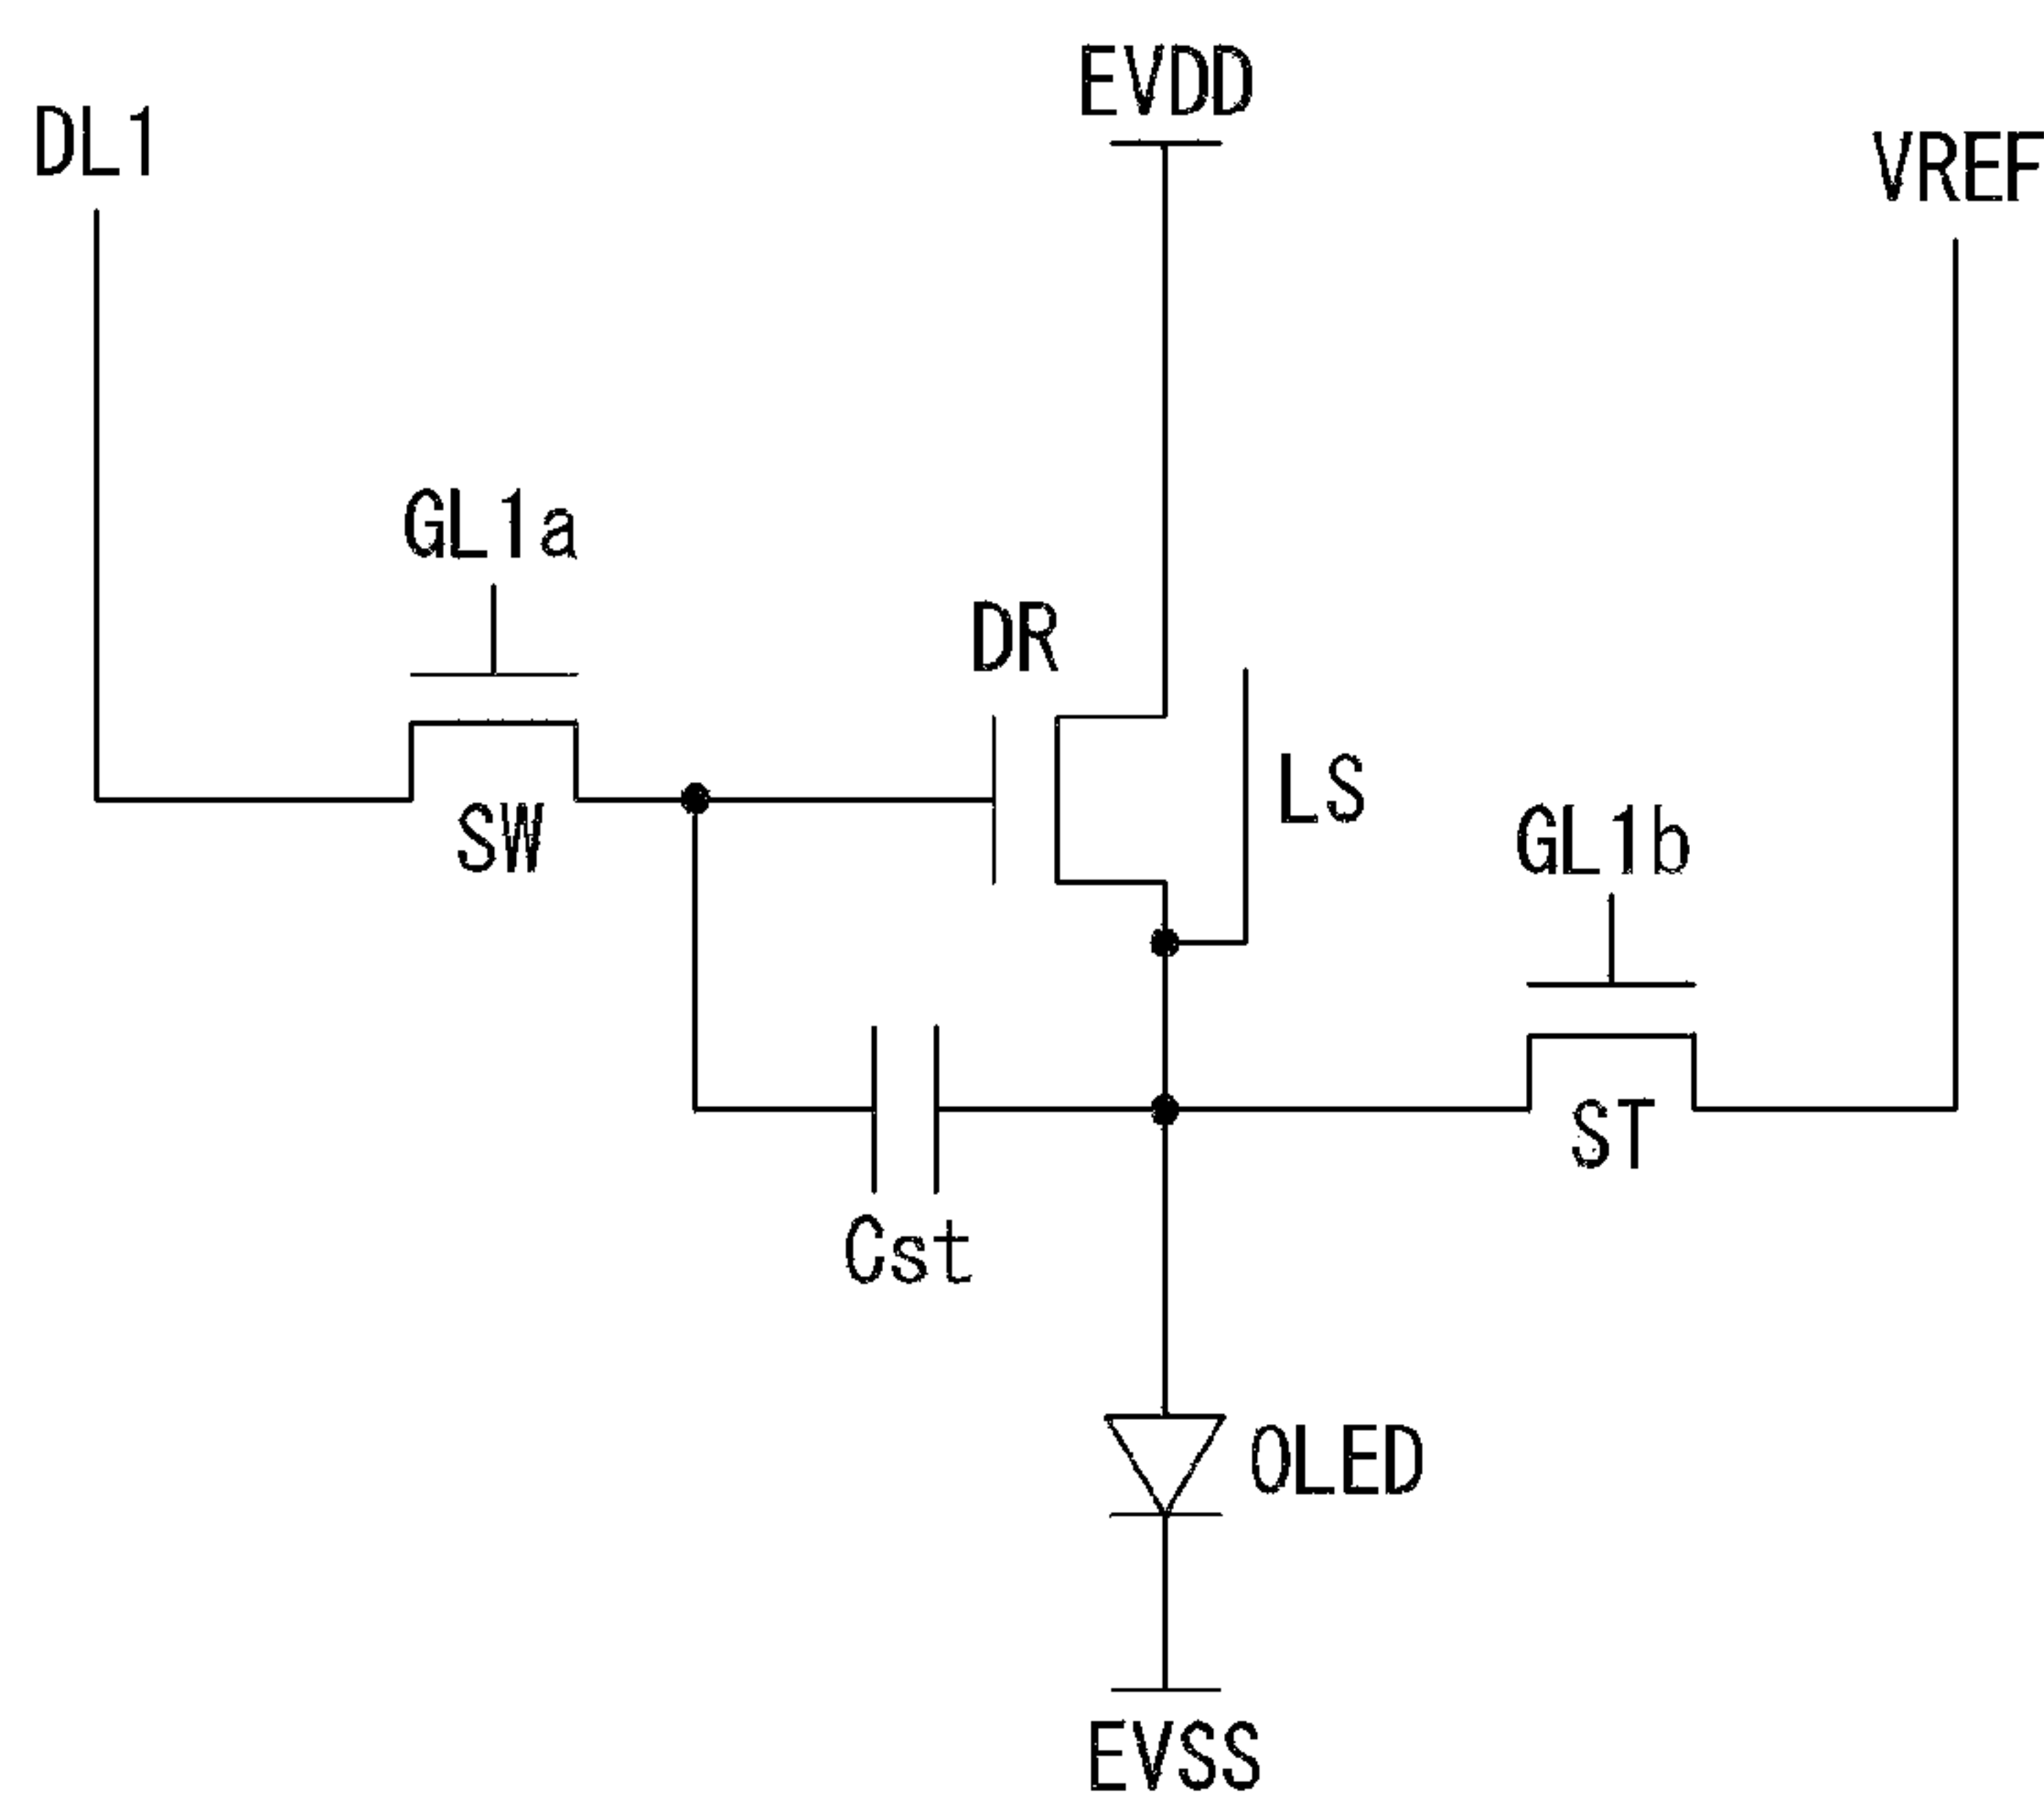 EVDD
DL1
VREF
GL1a
DR
LS
SW
GL1b
ST
Cst
OLED
EVSS